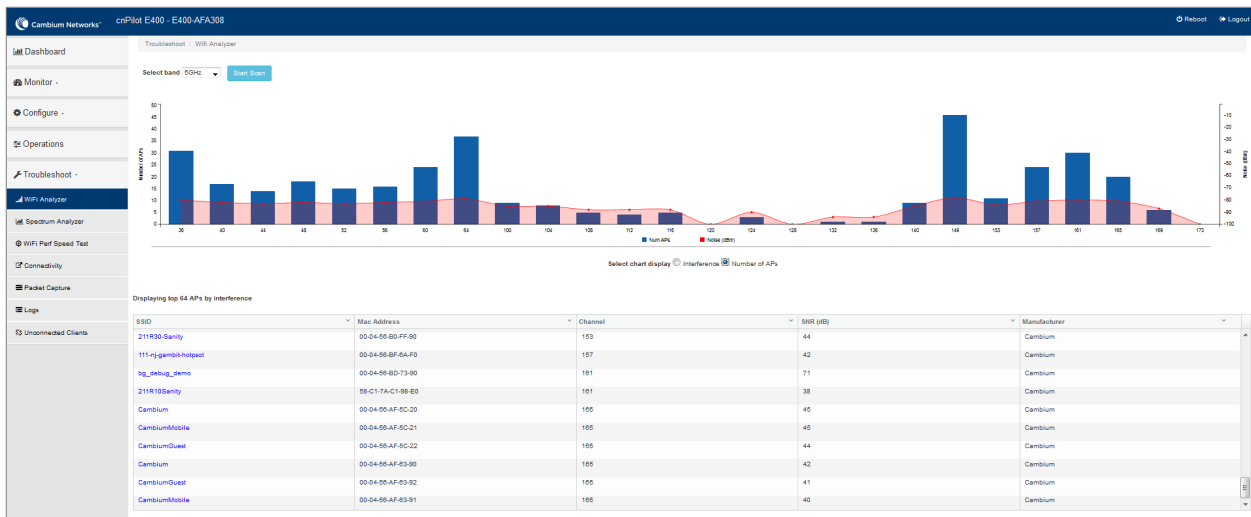 Cambium Networks™ cnPilot E400 - E400-AFA308 Reboot Logout
Dashboard
Monitor -
Configure -
Operations
Troubleshoot -
WiFi Analyzer
Spectrum Analyzer
WiFi Perf Speed Test
Connectivity
Packet Capture
Logs
Unconnected Clients
Troubleshoot > Wifi Analyzer
Select band 5GHz Start Scan
Number of APs
50
45
40
35
30
25
20
15
10
5
0
-10
-20
-30
-40
-50
-60
-70
-80
-90
-100
Noise (dBm)
36 40 44 48 52 56 60 64 100 104 108 112 116 120 124 128 132 136 140 149 153 157 161 165 169 173
Num APs Noise (dBm)
Select chart display Interference Number of APs
Displaying top 64 APs by interference
SSID Mac Address Channel SNR (dB) Manufacturer
211R30-Sanity 00-04-56-B0-FF-90 153 44 Cambium
111-nj-gambit-hotpsot 00-04-56-BF-6A-F0 157 42 Cambium
bg_debug_demo 00-04-56-BD-73-90 161 71 Cambium
211R10Sanity 58-C1-7A-C1-98-E0 161 38 Cambium
Cambium 00-04-56-AF-5C-20 165 45 Cambium
CambiumMobile 00-04-56-AF-5C-21 165 45 Cambium
CambiumGuest 00-04-56-AF-5C-22 165 44 Cambium
Cambium 00-04-56-AF-63-90 165 42 Cambium
CambiumGuest 00-04-56-AF-63-92 165 41 Cambium
CambiumMobile 00-04-56-AF-63-91 165 40 Cambium